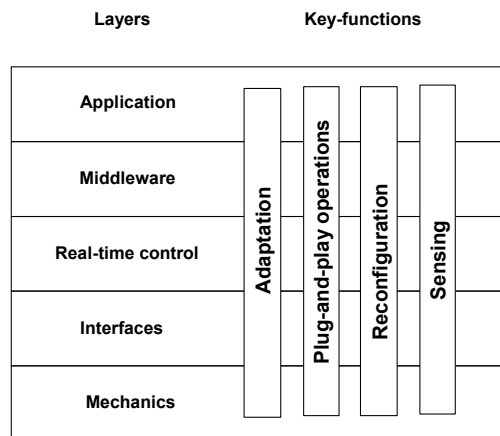 Layers Key-functions
Application
Middleware
Real-time control
Interfaces
Mechanics
Adaptation
Plug-and-play operations
Reconfiguration
Sensing